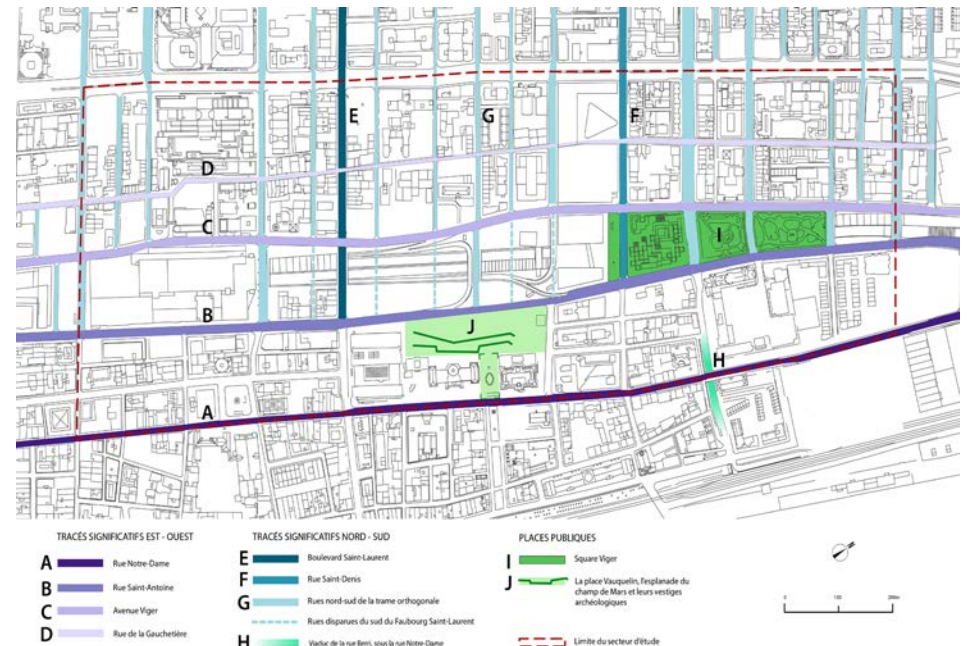 E
G
F
D
C
I
B
J
H
A
TRACÉS SIGNIFICATIFS EST - OUEST
A Rue Notre-Dame
B Rue Saint-Antoine
C Avenue Viger
D Rue de la Gauchetière
TRACÉS SIGNIFICATIFS NORD - SUD
E Boulevard Saint-Laurent
F Rue Saint-Denis
G Rues nord-sud de la trame orthogonale
Rues disparues du sud du Faubourg Saint-Laurent
H Viaduc de la rue Berri, sous la rue Notre-Dame
PLACES PUBLIQUES
I Square Viger
J La place Vauquelin, l'esplanade du
champ de Mars et leurs vestiges
archéologiques
Limite du secteur d'étude
0 100 200m